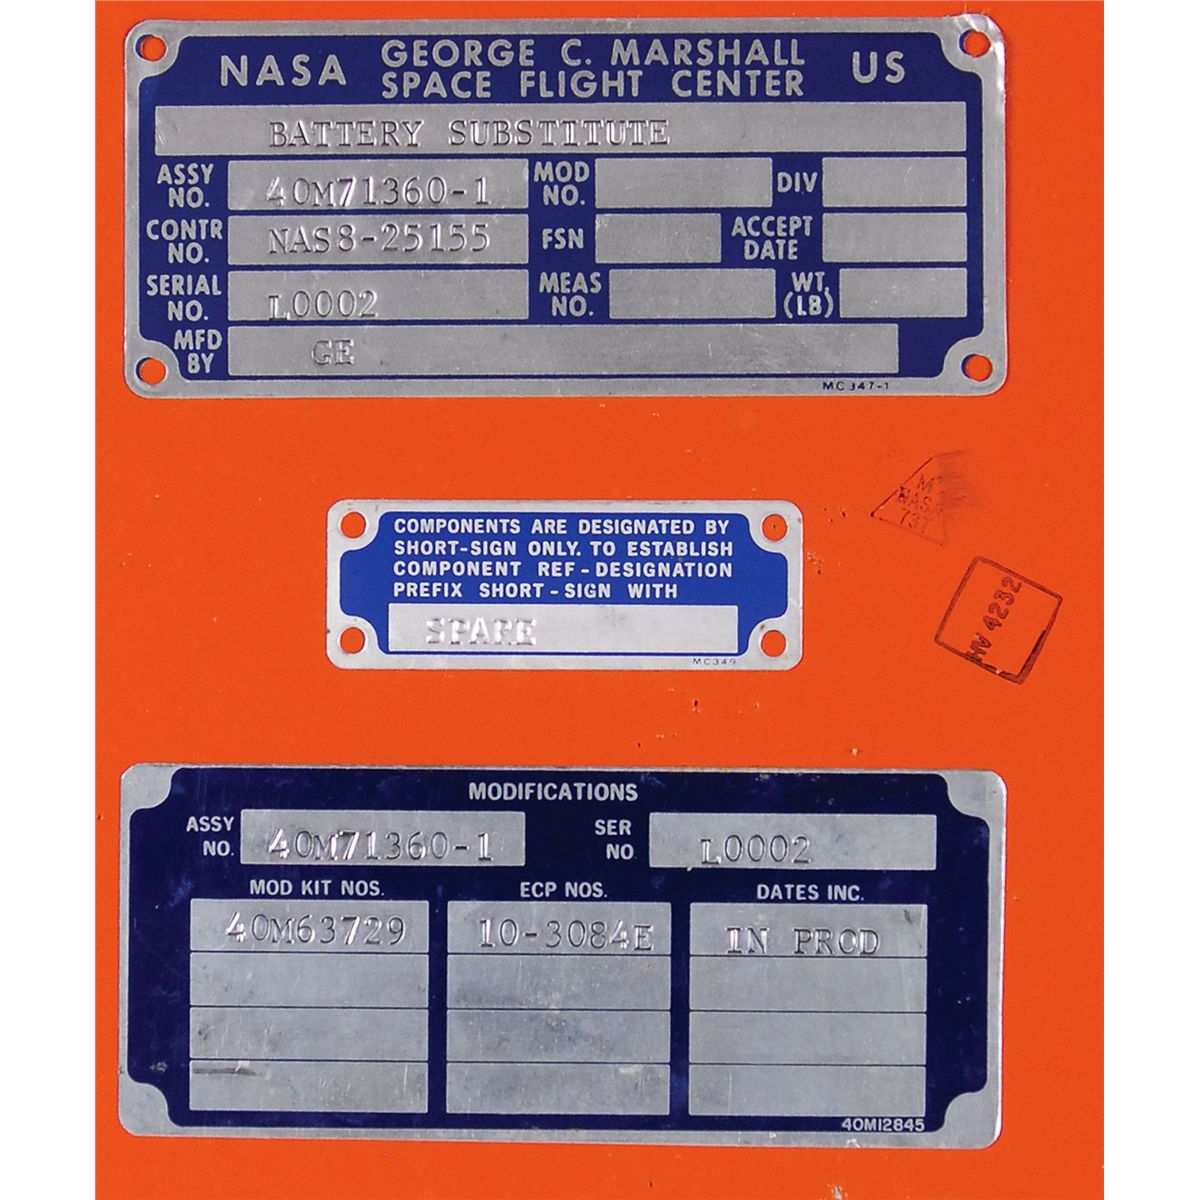 NASA GEORGE C. MARSHALL SPACE FLIGHT CENTER US
BATTERY SUBSTITUTE
ASSY NO. 40M71360-1 MOD NO. DIV
CONTR NO. NAS8-25155 FSN ACCEPT DATE
SERIAL NO. L0002 MEAS NO. WT. (LB)
MFD BY GE
MC347-1
M
NAS
731
COMPONENTS ARE DESIGNATED BY
SHORT-SIGN ONLY. TO ESTABLISH
COMPONENT REF-DESIGNATION
PREFIX SHORT-SIGN WITH
SPARE
MC349
MV 4232
MODIFICATIONS
ASSY NO. 40M71360-1 SER NO L0002
MOD KIT NOS. ECP NOS. DATES INC.
40M63729 10-3084E IN PROD
40M12845